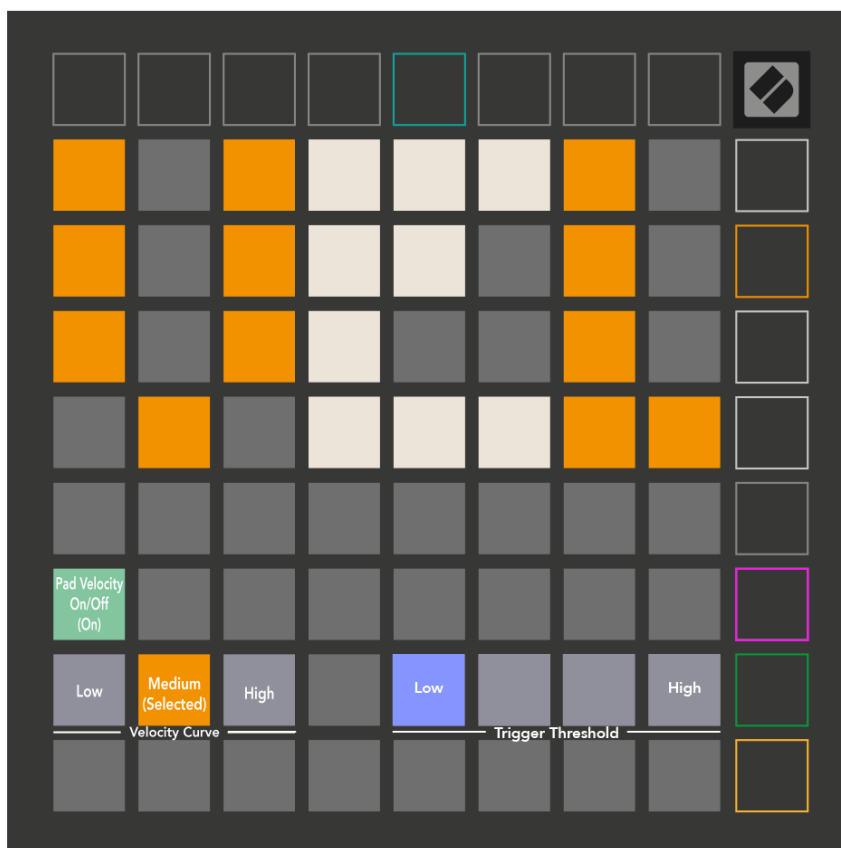 Pad Velocity
On/Off
(On)
Low
Medium
(Selected)
High
Low
High
Velocity Curve
Trigger Threshold